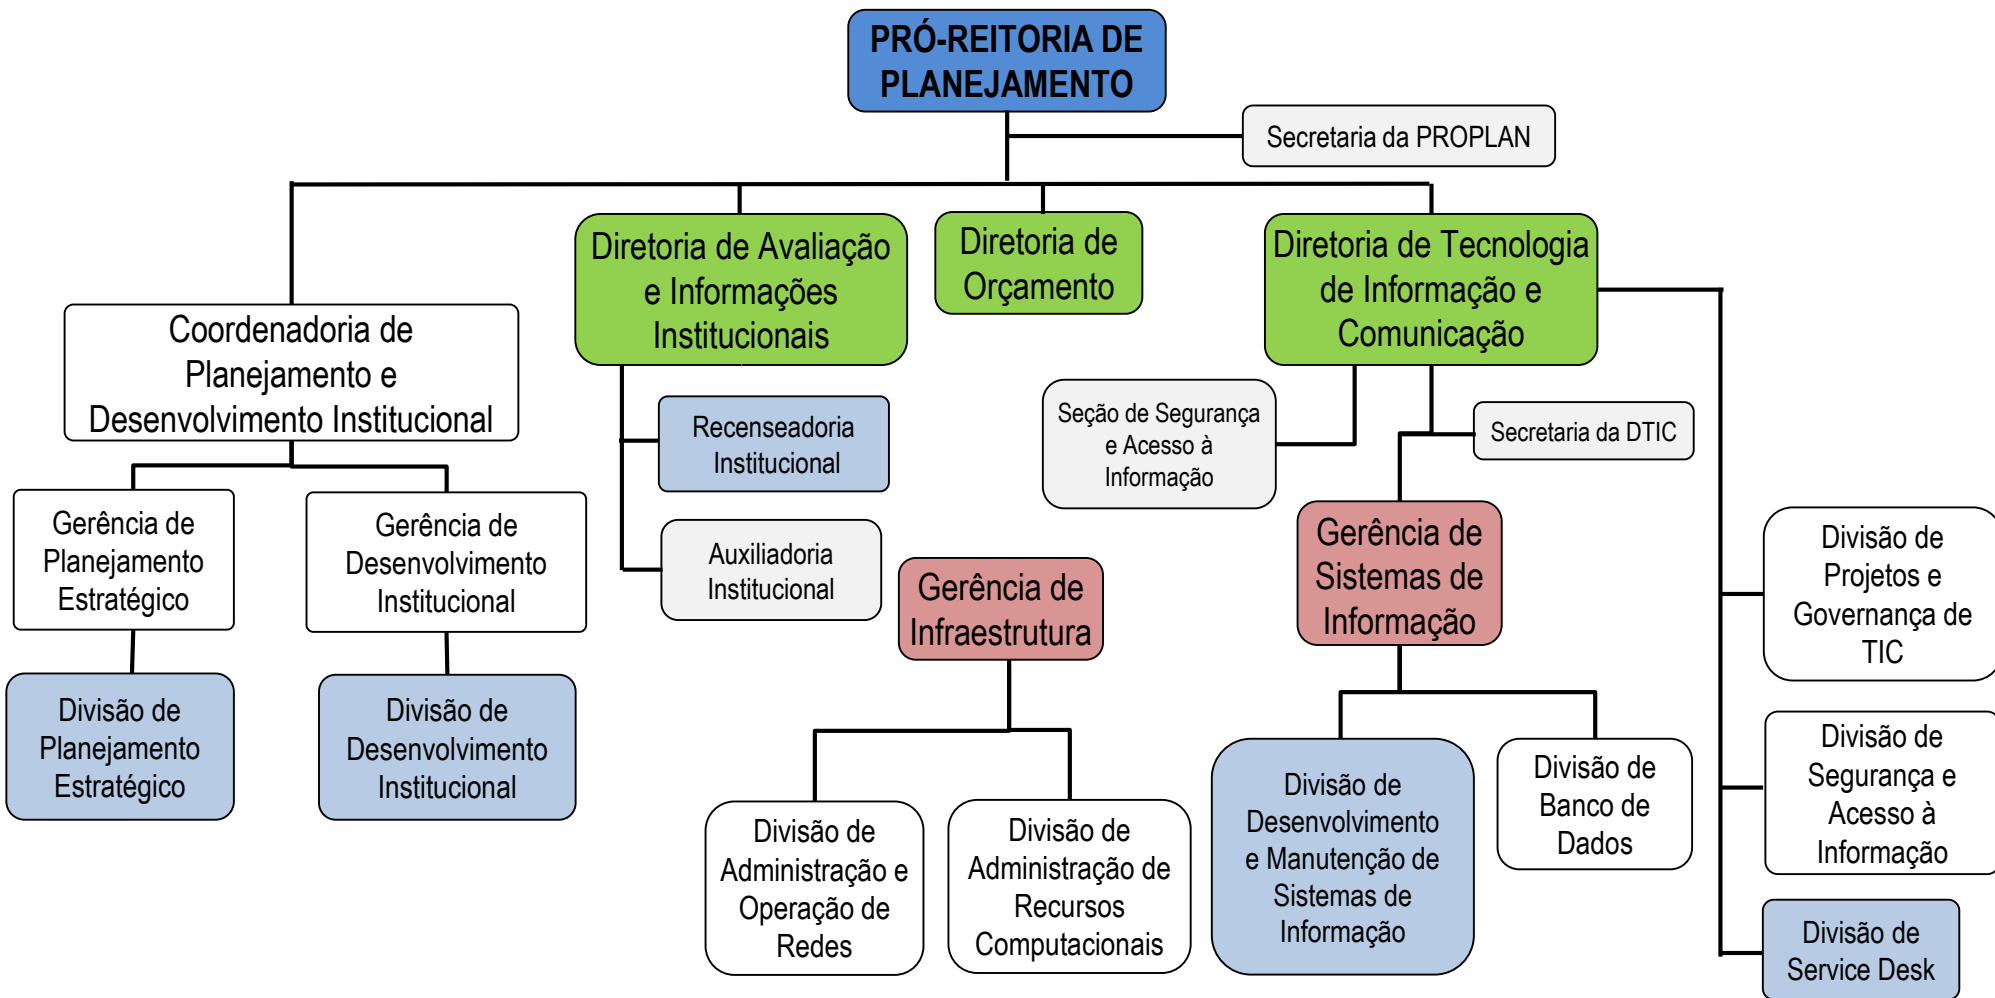 PRÓ-REITORIA DE
PLANEJAMENTO
Secretaria da PROPLAN
Coordenadoria de
Planejamento e
Desenvolvimento Institucional
Diretoria de Avaliação
e Informações
Institucionais
Diretoria de
Orçamento
Diretoria de Tecnologia
de Informação e
Comunicação
Recenseadoria
Institucional
Auxiliadoria
Institucional
Seção de Segurança
e Acesso à
Informação
Secretaria da DTIC
Gerência de
Planejamento
Estratégico
Gerência de
Desenvolvimento
Institucional
Gerência de
Infraestrutura
Gerência de
Sistemas de
Informação
Divisão de
Projetos e
Governança de
TIC
Divisão de
Planejamento
Estratégico
Divisão de
Desenvolvimento
Institucional
Divisão de
Administração e
Operação de
Redes
Divisão de
Administração de
Recursos
Computacionais
Divisão de
Desenvolvimento
e Manutenção de
Sistemas de
Informação
Divisão de
Banco de
Dados
Divisão de
Segurança e
Acesso à
Informação
Divisão de
Service Desk